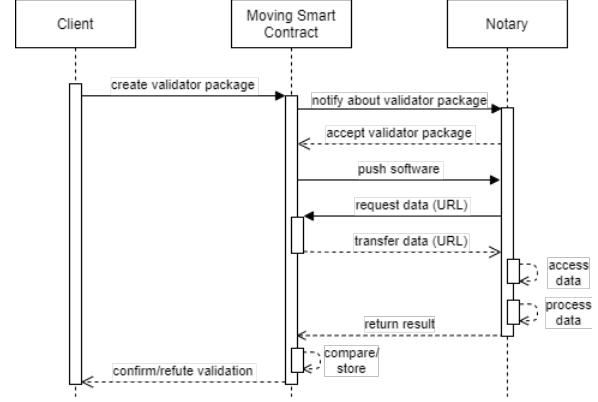 Client
Moving Smart
Contract
Notary
create validator package
notify about validator package
accept validator package
push software
request data (URL)
transfer data (URL)
access
data
process
data
return result
compare/
store
confirm/refute validation